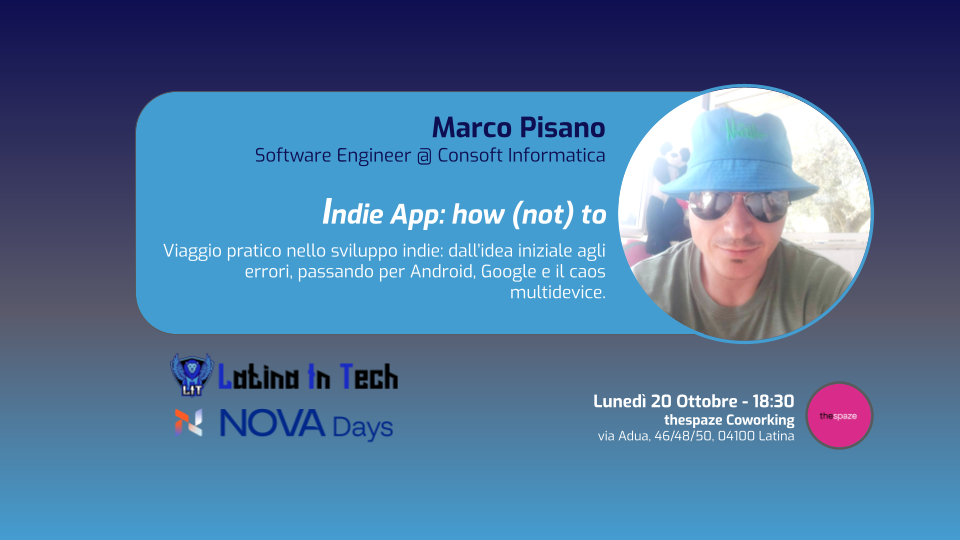 Marco Pisano
Software Engineer @ Consoft Informatica
Indie App: how (not) to
Viaggio pratico nello sviluppo indie: dall'idea iniziale agli
errori, passando per Android, Google e il caos
multidevice.
LIT
Latina In Tech
NOVA Days
Lunedì 20 Ottobre - 18:30
thespaze Coworking
via Adua, 46/48/50, 04100 Latina
thespaze